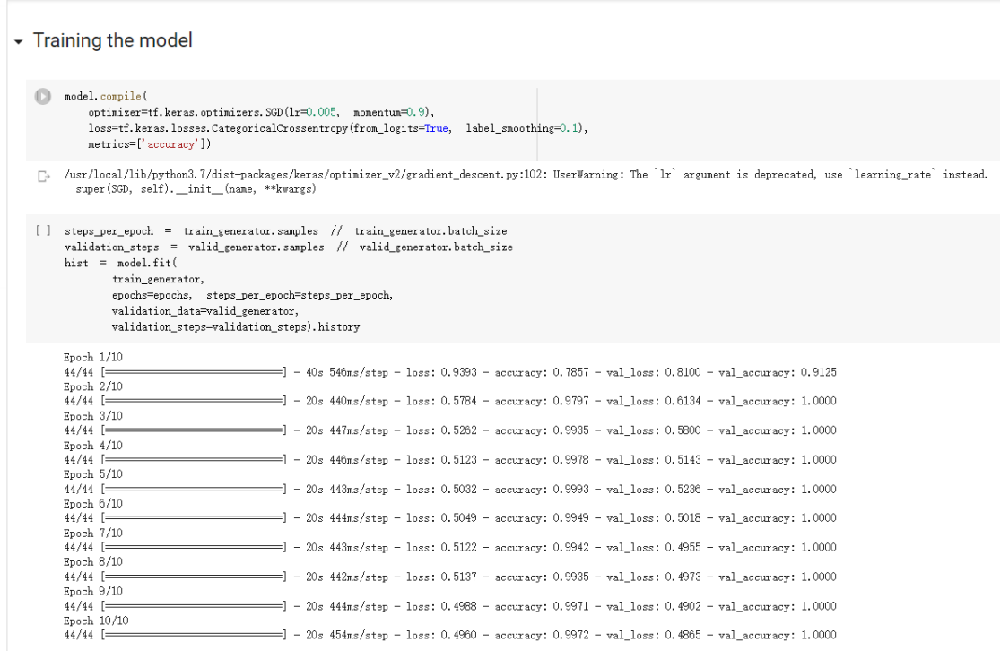 Training the model
model.compile(
    optimizer=tf.keras.optimizers.SGD(lr=0.005, momentum=0.9),
    loss=tf.keras.losses.CategoricalCrossentropy(from_logits=True, label_smoothing=0.1),
    metrics=['accuracy'])
/usr/local/lib/python3.7/dist-packages/keras/optimizer_v2/gradient_descent.py:102: UserWarning: The `lr` argument is deprecated, use `learning_rate` instead.
  super(SGD, self).__init__(name, **kwargs)
[ ] steps_per_epoch = train_generator.samples // train_generator.batch_size
validation_steps = valid_generator.samples // valid_generator.batch_size
hist = model.fit(
        train_generator,
        epochs=epochs, steps_per_epoch=steps_per_epoch,
        validation_data=valid_generator,
        validation_steps=validation_steps).history
Epoch 1/10
44/44 [==============================] - 40s 546ms/step - loss: 0.9393 - accuracy: 0.7857 - val_loss: 0.8100 - val_accuracy: 0.9125
Epoch 2/10
44/44 [==============================] - 20s 440ms/step - loss: 0.5784 - accuracy: 0.9797 - val_loss: 0.6134 - val_accuracy: 1.0000
Epoch 3/10
44/44 [==============================] - 20s 447ms/step - loss: 0.5262 - accuracy: 0.9935 - val_loss: 0.5800 - val_accuracy: 1.0000
Epoch 4/10
44/44 [==============================] - 20s 446ms/step - loss: 0.5123 - accuracy: 0.9978 - val_loss: 0.5143 - val_accuracy: 1.0000
Epoch 5/10
44/44 [==============================] - 20s 443ms/step - loss: 0.5032 - accuracy: 0.9993 - val_loss: 0.5236 - val_accuracy: 1.0000
Epoch 6/10
44/44 [==============================] - 20s 444ms/step - loss: 0.5049 - accuracy: 0.9949 - val_loss: 0.5018 - val_accuracy: 1.0000
Epoch 7/10
44/44 [==============================] - 20s 443ms/step - loss: 0.5122 - accuracy: 0.9942 - val_loss: 0.4955 - val_accuracy: 1.0000
Epoch 8/10
44/44 [==============================] - 20s 442ms/step - loss: 0.5137 - accuracy: 0.9935 - val_loss: 0.4973 - val_accuracy: 1.0000
Epoch 9/10
44/44 [==============================] - 20s 444ms/step - loss: 0.4988 - accuracy: 0.9971 - val_loss: 0.4902 - val_accuracy: 1.0000
Epoch 10/10
44/44 [==============================] - 20s 454ms/step - loss: 0.4960 - accuracy: 0.9972 - val_loss: 0.4865 - val_accuracy: 1.0000